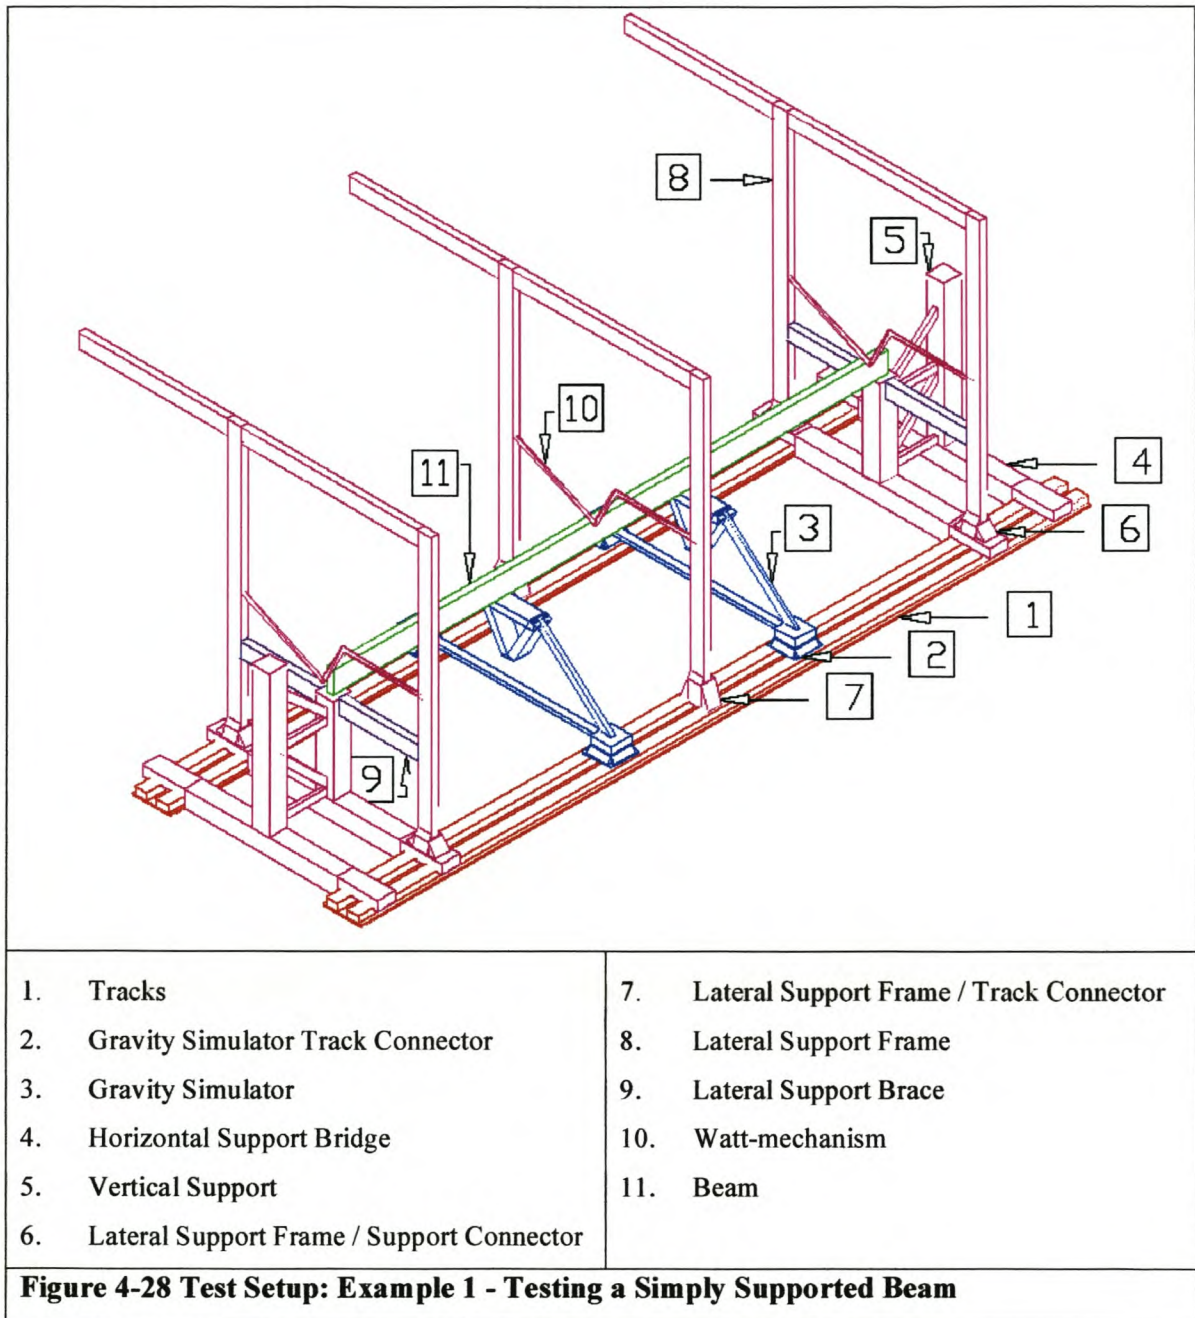 8
5
10
11
4
3
6
1
2
7
9
1. Tracks
2. Gravity Simulator Track Connector
3. Gravity Simulator
4. Horizontal Support Bridge
5. Vertical Support
6. Lateral Support Frame / Support Connector
7. Lateral Support Frame / Track Connector
8. Lateral Support Frame
9. Lateral Support Brace
10. Watt-mechanism
11. Beam
Figure 4-28 Test Setup: Example 1 - Testing a Simply Supported Beam